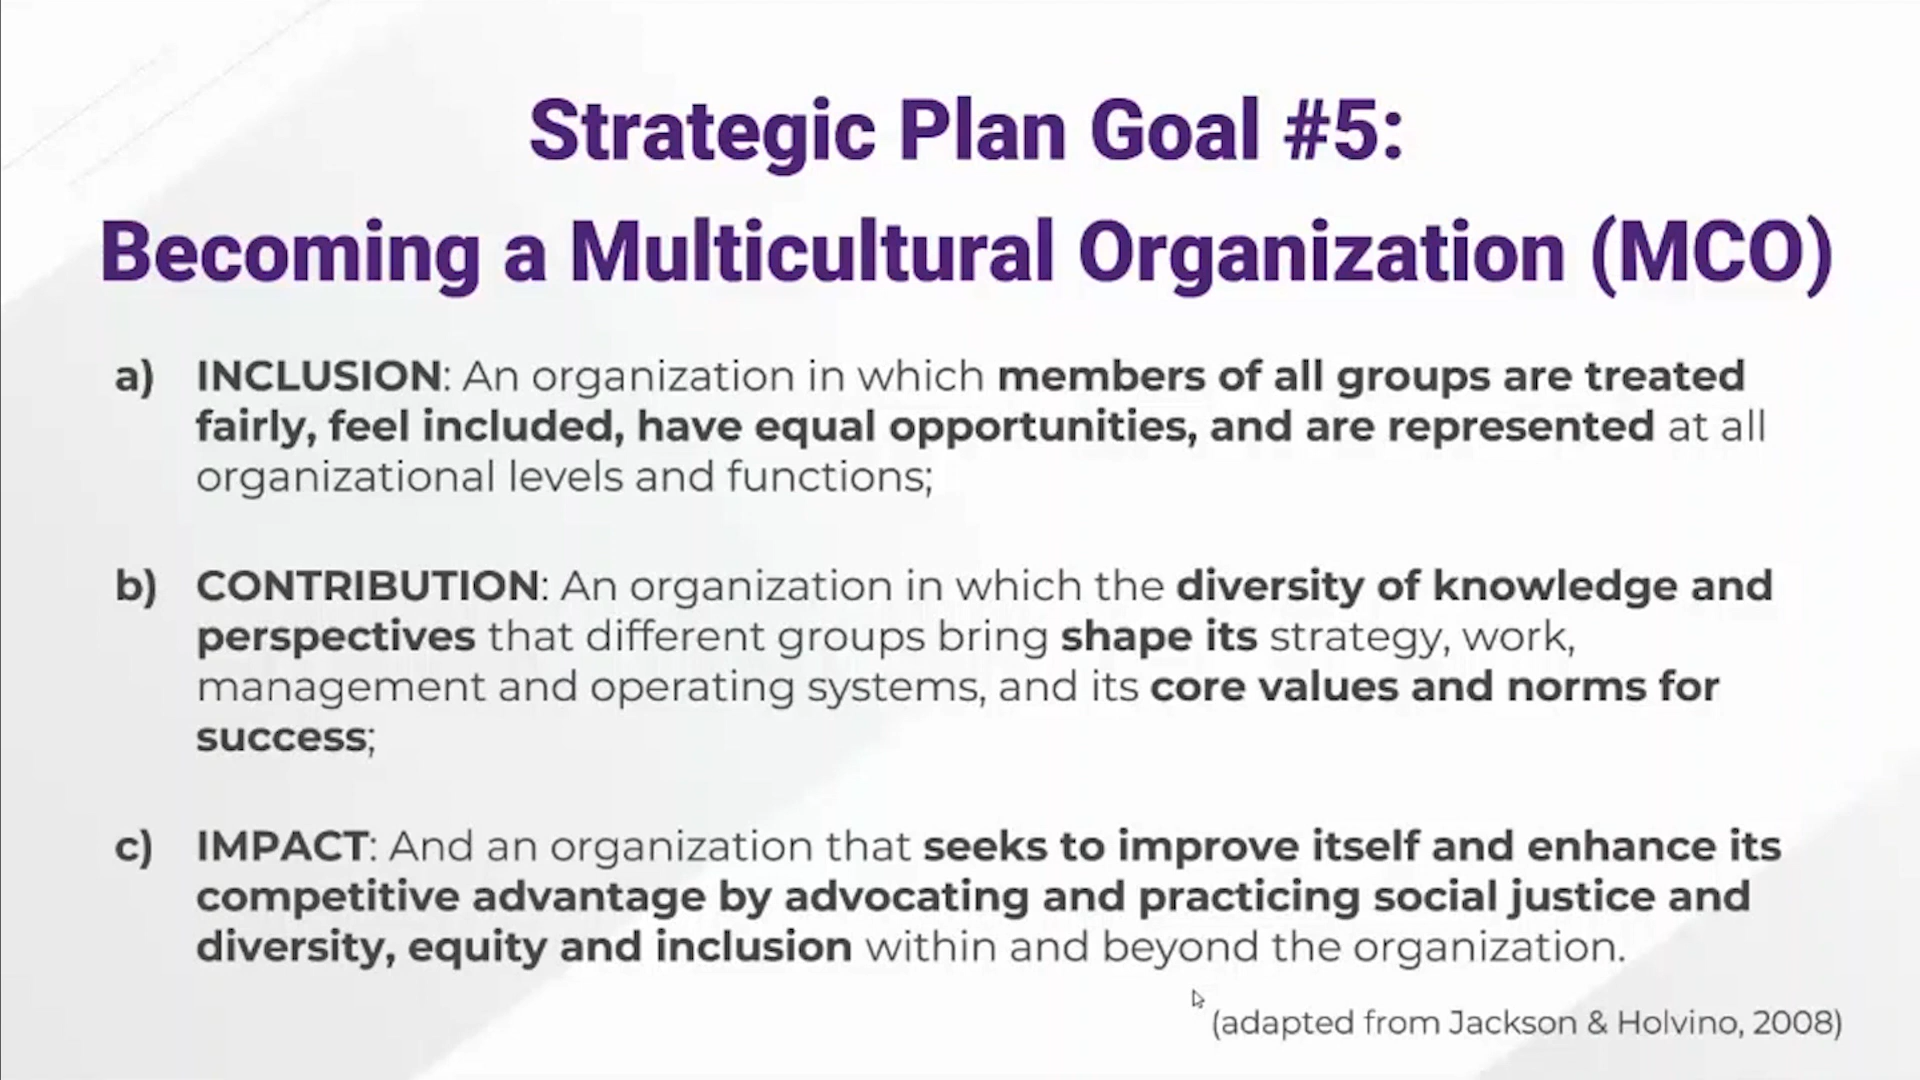 Strategic Plan Goal #5:
Becoming a Multicultural Organization (MCO)
a) INCLUSION: An organization in which members of all groups are treated
fairly, feel included, have equal opportunities, and are represented at all
organizational levels and functions;
b) CONTRIBUTION: An organization in which the diversity of knowledge and
perspectives that different groups bring shape its strategy, work,
management and operating systems, and its core values and norms for
success;
c) IMPACT: And an organization that seeks to improve itself and enhance its
competitive advantage by advocating and practicing social justice and
diversity, equity and inclusion within and beyond the organization.
(adapted from Jackson & Holvino, 2008)